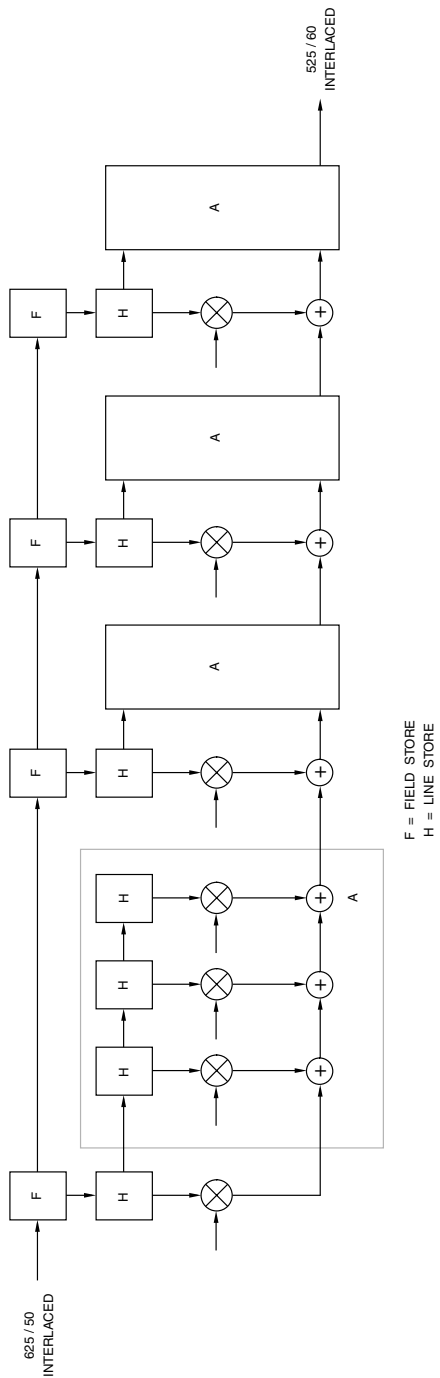 625 / 50
INTERLACED
F
F
F
F
H
H
H
H
H
H
H
A
A
A
525 / 60
INTERLACED
A
F = FIELD STORE
H = LINE STORE